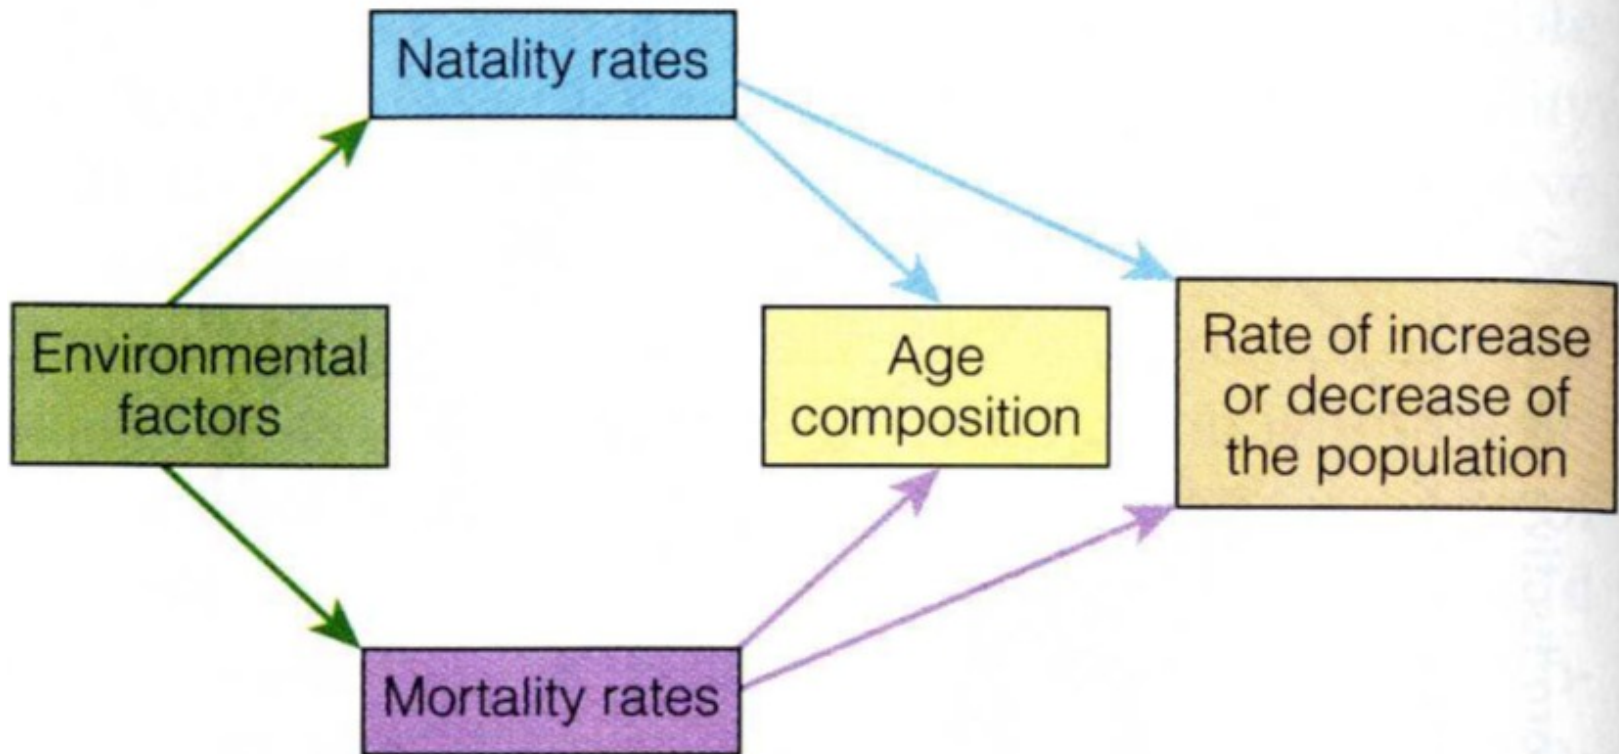 Natality rates
Environmental
factors
Age
composition
Rate of increase
or decrease of
the population
Mortality rates